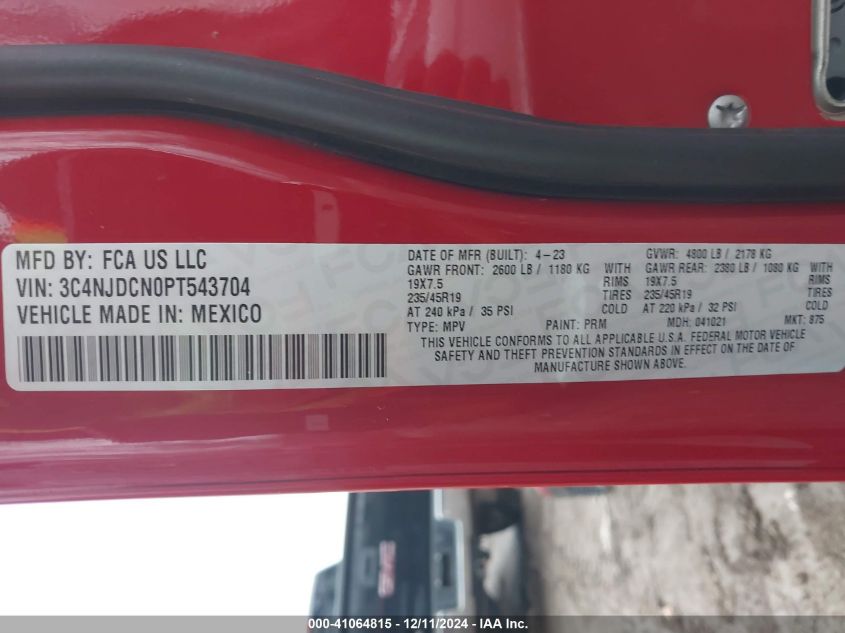 MFD BY: FCA US LLC
VIN: 3C4NJDCN0PT543704
VEHICLE MADE IN: MEXICO
DATE OF MFR (BUILT): 4-23 GVWR: 4800 LB / 2178 KG
GAWR FRONT: 2600 LB / 1180 KG WITH GAWR REAR: 2380 LB / 1080 KG WITH
19X7.5 RIMS 19X7.5 RIMS
235/45R19 TIRES 235/45R19 TIRES
AT 240 kPa / 35 PSI COLD AT 220 kPa / 32 PSI COLD
TYPE: MPV PAINT: PRM MDH: 041021 MKT: 875
THIS VEHICLE CONFORMS TO ALL APPLICABLE U.S.A. FEDERAL MOTOR VEHICLE
SAFETY AND THEFT PREVENTION STANDARDS IN EFFECT ON THE DATE OF
MANUFACTURE SHOWN ABOVE.
GMC
000-41064815 - 12/11/2024 - IAA Inc.